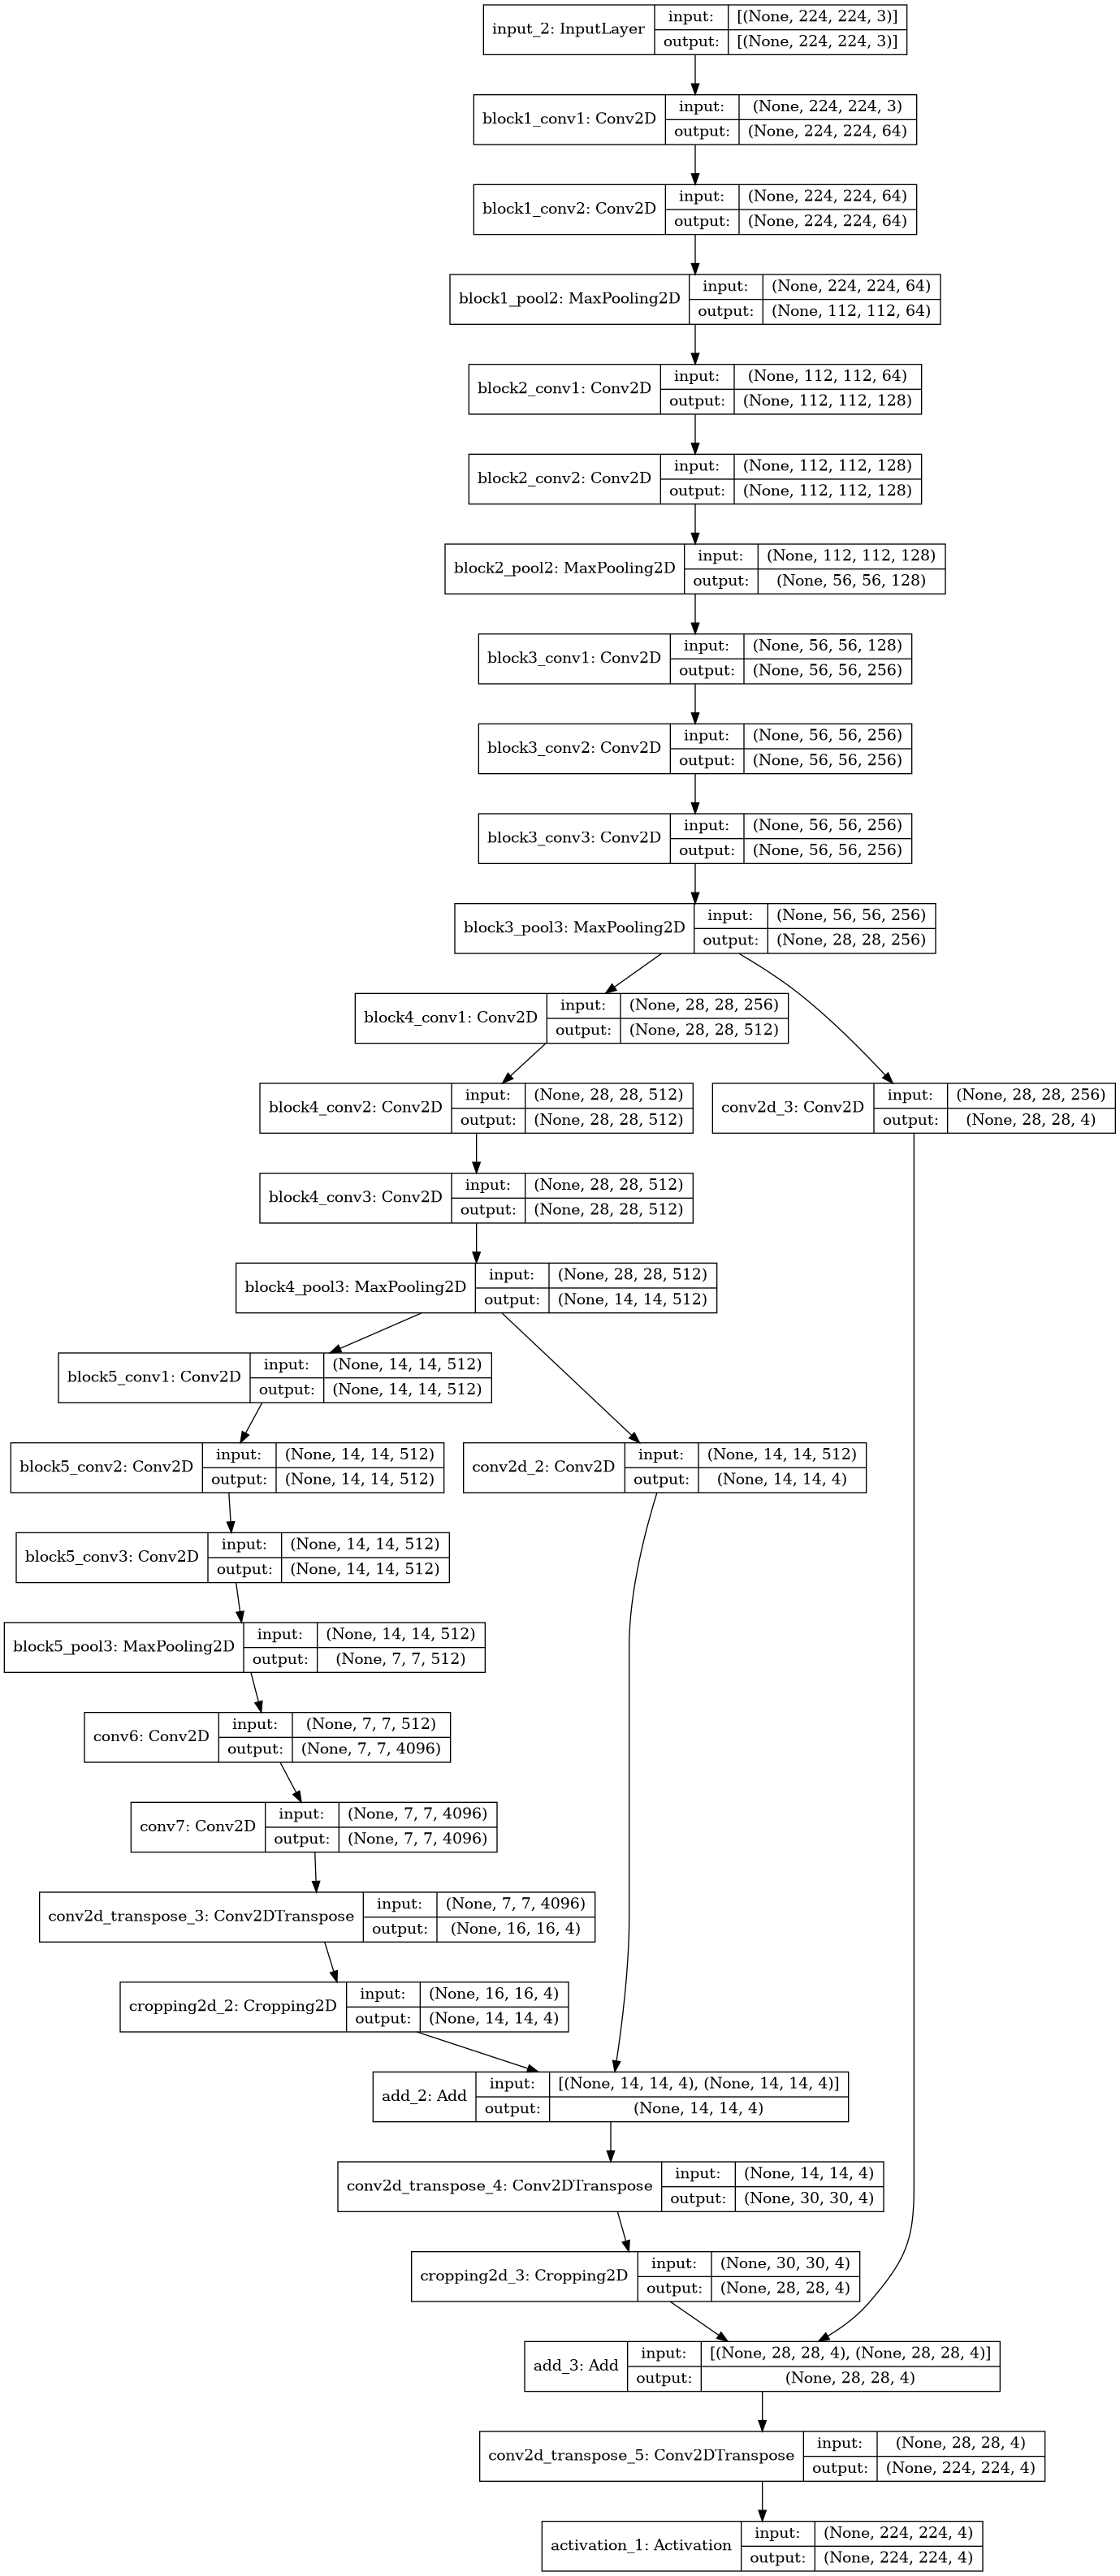 input_2: InputLayer
input: [(None, 224, 224, 3)]
output: [(None, 224, 224, 3)]
block1_conv1: Conv2D
input: (None, 224, 224, 3)
output: (None, 224, 224, 64)
block1_conv2: Conv2D
input: (None, 224, 224, 64)
output: (None, 224, 224, 64)
block1_pool2: MaxPooling2D
input: (None, 224, 224, 64)
output: (None, 112, 112, 64)
block2_conv1: Conv2D
input: (None, 112, 112, 64)
output: (None, 112, 112, 128)
block2_conv2: Conv2D
input: (None, 112, 112, 128)
output: (None, 112, 112, 128)
block2_pool2: MaxPooling2D
input: (None, 112, 112, 128)
output: (None, 56, 56, 128)
block3_conv1: Conv2D
input: (None, 56, 56, 128)
output: (None, 56, 56, 256)
block3_conv2: Conv2D
input: (None, 56, 56, 256)
output: (None, 56, 56, 256)
block3_conv3: Conv2D
input: (None, 56, 56, 256)
output: (None, 56, 56, 256)
block3_pool3: MaxPooling2D
input: (None, 56, 56, 256)
output: (None, 28, 28, 256)
block4_conv1: Conv2D
input: (None, 28, 28, 256)
output: (None, 28, 28, 512)
block4_conv2: Conv2D
input: (None, 28, 28, 512)
output: (None, 28, 28, 512)
conv2d_3: Conv2D
input: (None, 28, 28, 256)
output: (None, 28, 28, 4)
block4_conv3: Conv2D
input: (None, 28, 28, 512)
output: (None, 28, 28, 512)
block4_pool3: MaxPooling2D
input: (None, 28, 28, 512)
output: (None, 14, 14, 512)
block5_conv1: Conv2D
input: (None, 14, 14, 512)
output: (None, 14, 14, 512)
block5_conv2: Conv2D
input: (None, 14, 14, 512)
output: (None, 14, 14, 512)
conv2d_2: Conv2D
input: (None, 14, 14, 512)
output: (None, 14, 14, 4)
block5_conv3: Conv2D
input: (None, 14, 14, 512)
output: (None, 14, 14, 512)
block5_pool3: MaxPooling2D
input: (None, 14, 14, 512)
output: (None, 7, 7, 512)
conv6: Conv2D
input: (None, 7, 7, 512)
output: (None, 7, 7, 4096)
conv7: Conv2D
input: (None, 7, 7, 4096)
output: (None, 7, 7, 4096)
conv2d_transpose_3: Conv2DTranspose
input: (None, 7, 7, 4096)
output: (None, 16, 16, 4)
cropping2d_2: Cropping2D
input: (None, 16, 16, 4)
output: (None, 14, 14, 4)
add_2: Add
input: [(None, 14, 14, 4), (None, 14, 14, 4)]
output: (None, 14, 14, 4)
conv2d_transpose_4: Conv2DTranspose
input: (None, 14, 14, 4)
output: (None, 30, 30, 4)
cropping2d_3: Cropping2D
input: (None, 30, 30, 4)
output: (None, 28, 28, 4)
add_3: Add
input: [(None, 28, 28, 4), (None, 28, 28, 4)]
output: (None, 28, 28, 4)
conv2d_transpose_5: Conv2DTranspose
input: (None, 28, 28, 4)
output: (None, 224, 224, 4)
activation_1: Activation
input: (None, 224, 224, 4)
output: (None, 224, 224, 4)